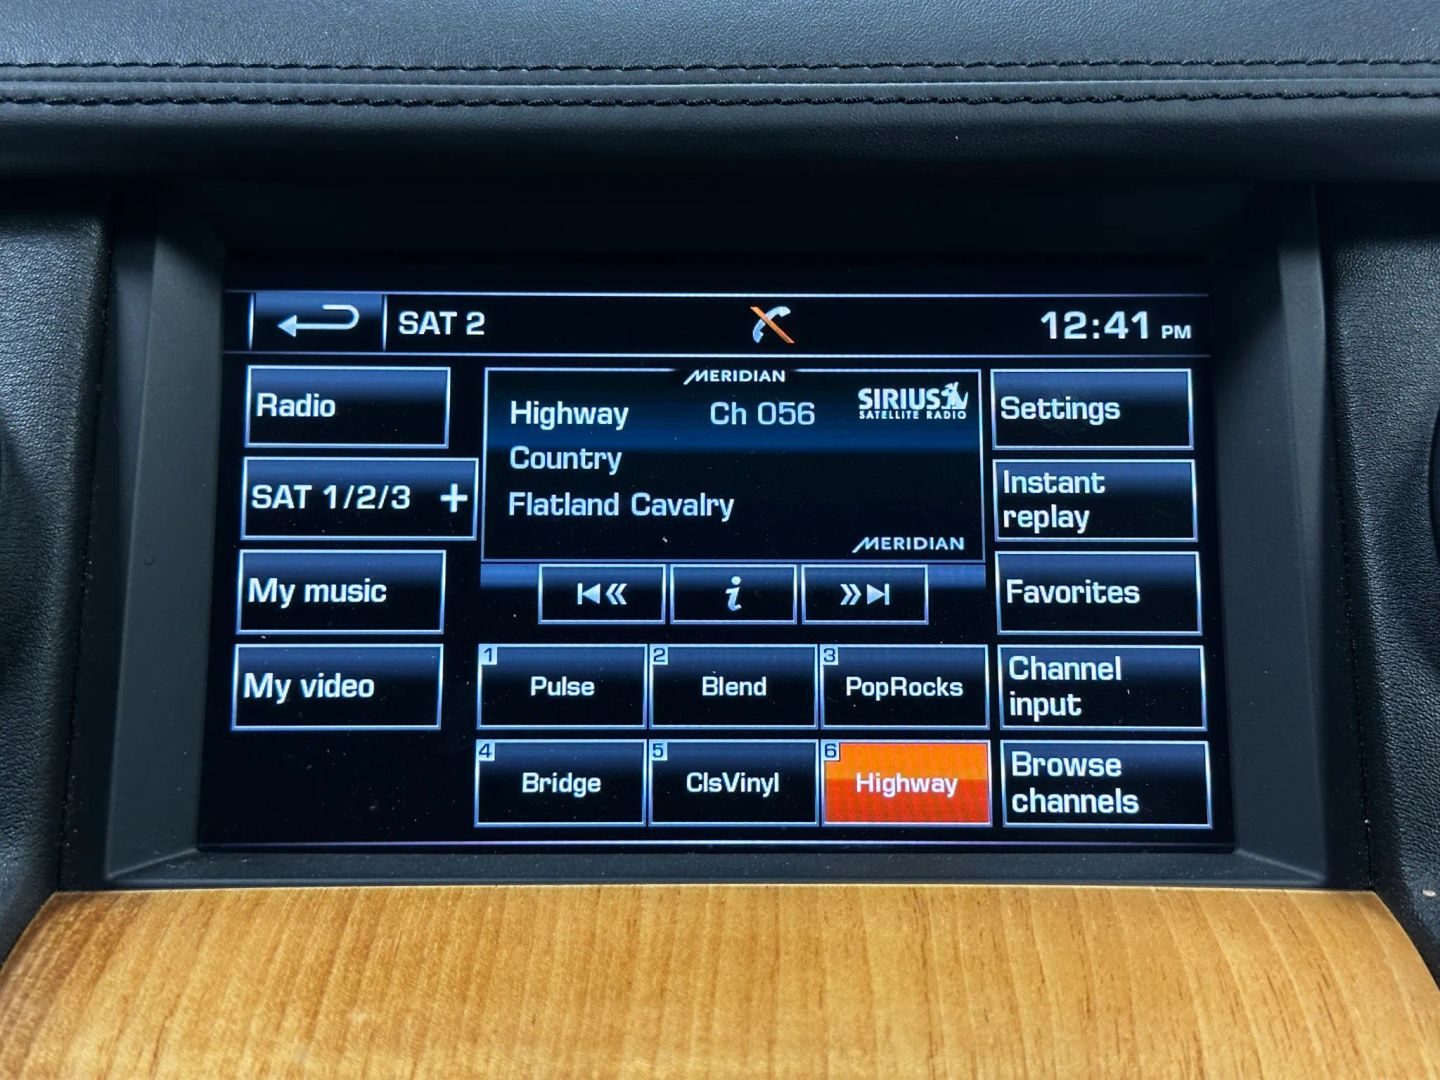 SAT 2
12:41 PM
Radio
SAT 1/2/3 +
My music
My video
MERIDIAN
Highway Ch 056
SIRIUS
SATELLITE RADIO
Country
Flatland Cavalry
MERIDIAN
i
1 Pulse
2 Blend
3 PopRocks
4 Bridge
5 ClsVinyl
6 Highway
Settings
Instant
replay
Favorites
Channel
input
Browse
channels